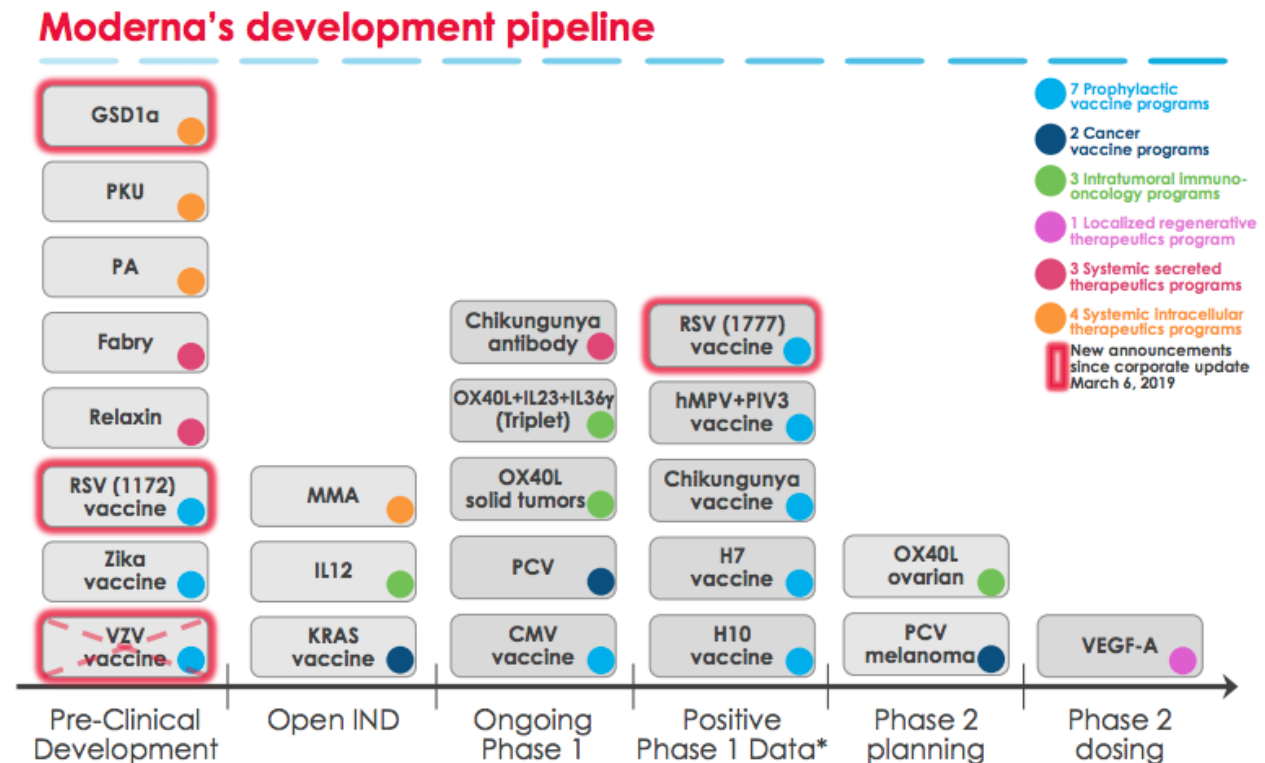 Moderna's development pipeline
GSD1a
PKU
PA
Fabry
Relaxin
RSV (1172)
vaccine
Zika
vaccine
VZV
vaccine
MMA
IL12
KRAS
vaccine
Chikungunya
antibody
OX40L+IL23+IL36γ
(Triplet)
OX40L
solid tumors
PCV
CMV
vaccine
RSV (1777)
vaccine
hMPV+PIV3
vaccine
Chikungunya
vaccine
H7
vaccine
H10
vaccine
OX40L
ovarian
PCV
melanoma
VEGF-A
7 Prophylactic
vaccine programs
2 Cancer
vaccine programs
3 Intratumoral immuno-
oncology programs
1 Localized regenerative
therapeutics program
3 Systemic secreted
therapeutics programs
4 Systemic intracellular
therapeutics programs
New announcements
since corporate update
March 6, 2019
Pre-Clinical
Development
Open IND
Ongoing
Phase 1
Positive
Phase 1 Data*
Phase 2
planning
Phase 2
dosing